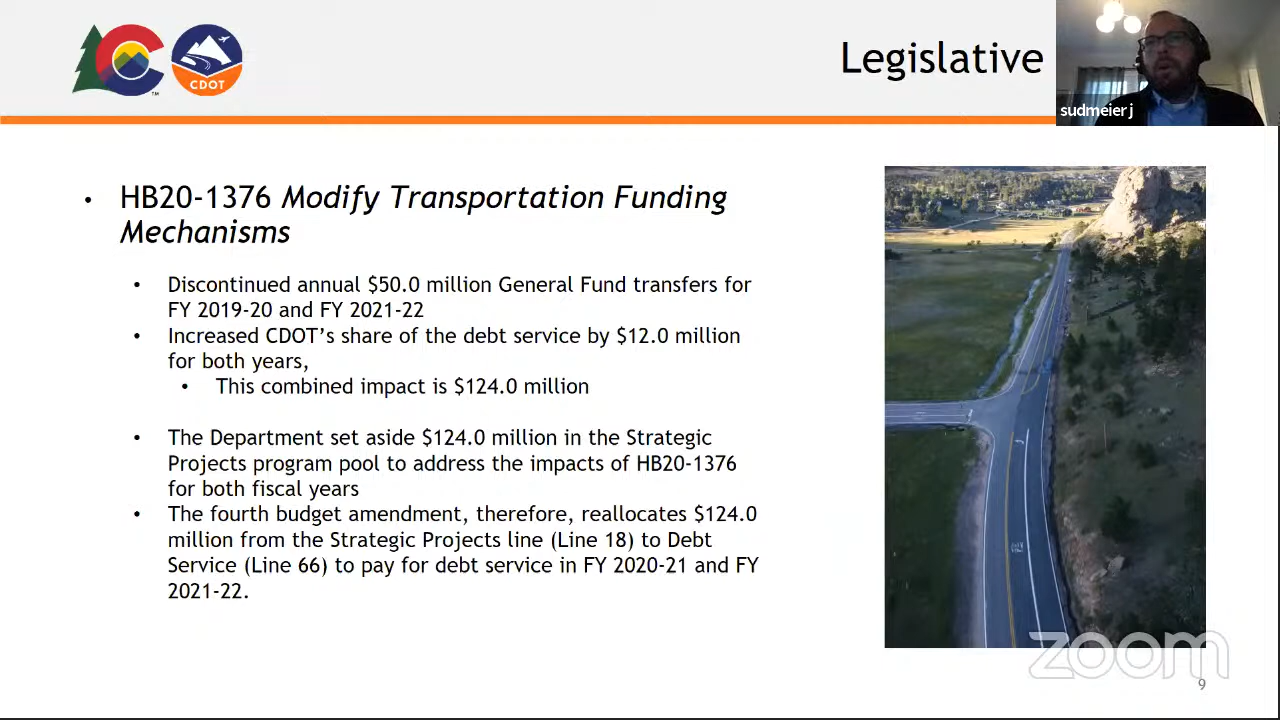 CDOT
TM
Legislative
sudmeier j
• HB20-1376 Modify Transportation Funding
Mechanisms
• Discontinued annual $50.0 million General Fund transfers for
FY 2019-20 and FY 2021-22
• Increased CDOT’s share of the debt service by $12.0 million
for both years,
• This combined impact is $124.0 million
• The Department set aside $124.0 million in the Strategic
Projects program pool to address the impacts of HB20-1376
for both fiscal years
• The fourth budget amendment, therefore, reallocates $124.0
million from the Strategic Projects line (Line 18) to Debt
Service (Line 66) to pay for debt service in FY 2020-21 and FY
2021-22.
zoom
9